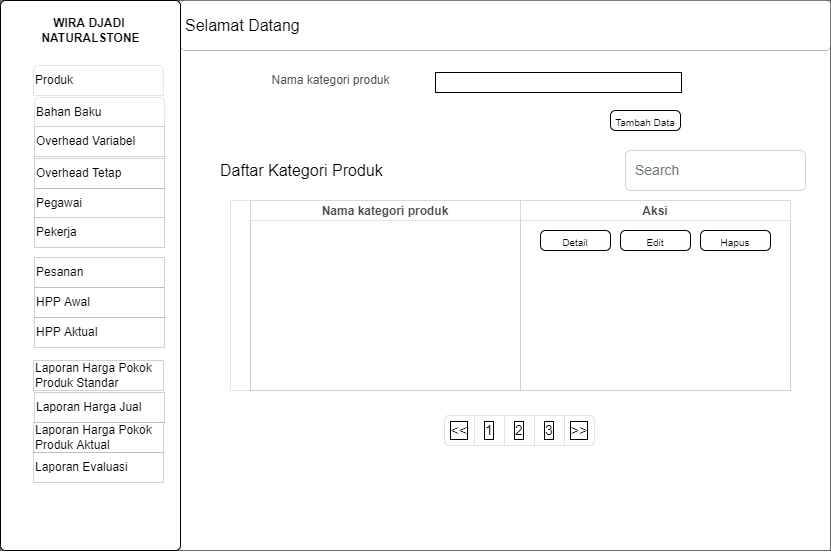 WIRA DJADI
NATURALSTONE
Produk
Bahan Baku
Overhead Variabel
Overhead Tetap
Pegawai
Pekerja
Pesanan
HPP Awal
HPP Aktual
Laporan Harga Pokok
Produk Standar
Laporan Harga Jual
Laporan Harga Pokok
Produk Aktual
Laporan Evaluasi
Selamat Datang
Nama kategori produk
Tambah Data
Daftar Kategori Produk
Search
Nama kategori produk Aksi
Detail Edit Hapus
<< 1 2 3 >>